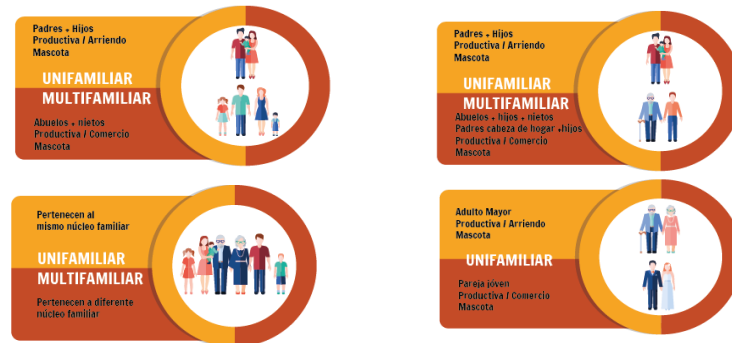 Padres + Hijos
Productiva / Arriendo
Mascota
UNIFAMILIAR
MULTIFAMILIAR
Abuelos + nietos
Productiva / Comercio
Mascota
Padres + Hijos
Productiva / Arriendo
Mascota
UNIFAMILIAR
MULTIFAMILIAR
Abuelos + hijos + nietos
Padres cabeza de hogar +hijos
Productiva / Comercio
Mascota
Pertenecen al
mismo núcleo familiar
UNIFAMILIAR
MULTIFAMILIAR
Pertenecen a diferente
núcleo familiar
Adulto Mayor
Productiva / Arriendo
Mascota
UNIFAMILIAR
Pareja jóven
Productiva / Comercio
Mascota